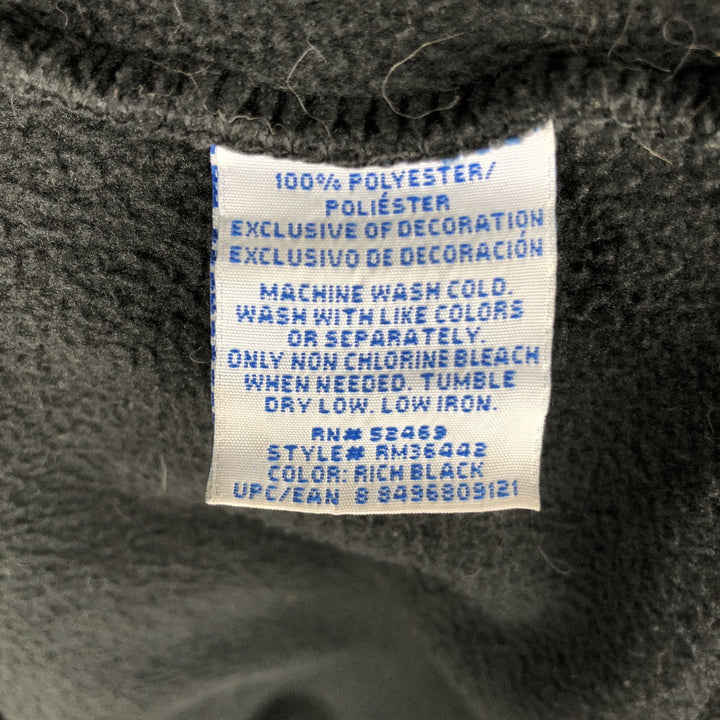 100% POLYESTER/
POLIÉSTER
EXCLUSIVE OF DECORATION
EXCLUSIVO DE DECORACIÓN
MACHINE WASH COLD.
WASH WITH LIKE COLORS
OR SEPARATELY.
ONLY NON CHLORINE BLEACH
WHEN NEEDED. TUMBLE
DRY LOW. LOW IRON.
RN# 52469
STYLE# RM36442
COLOR: RICH BLACK
UPC/EAN 8 8496809121